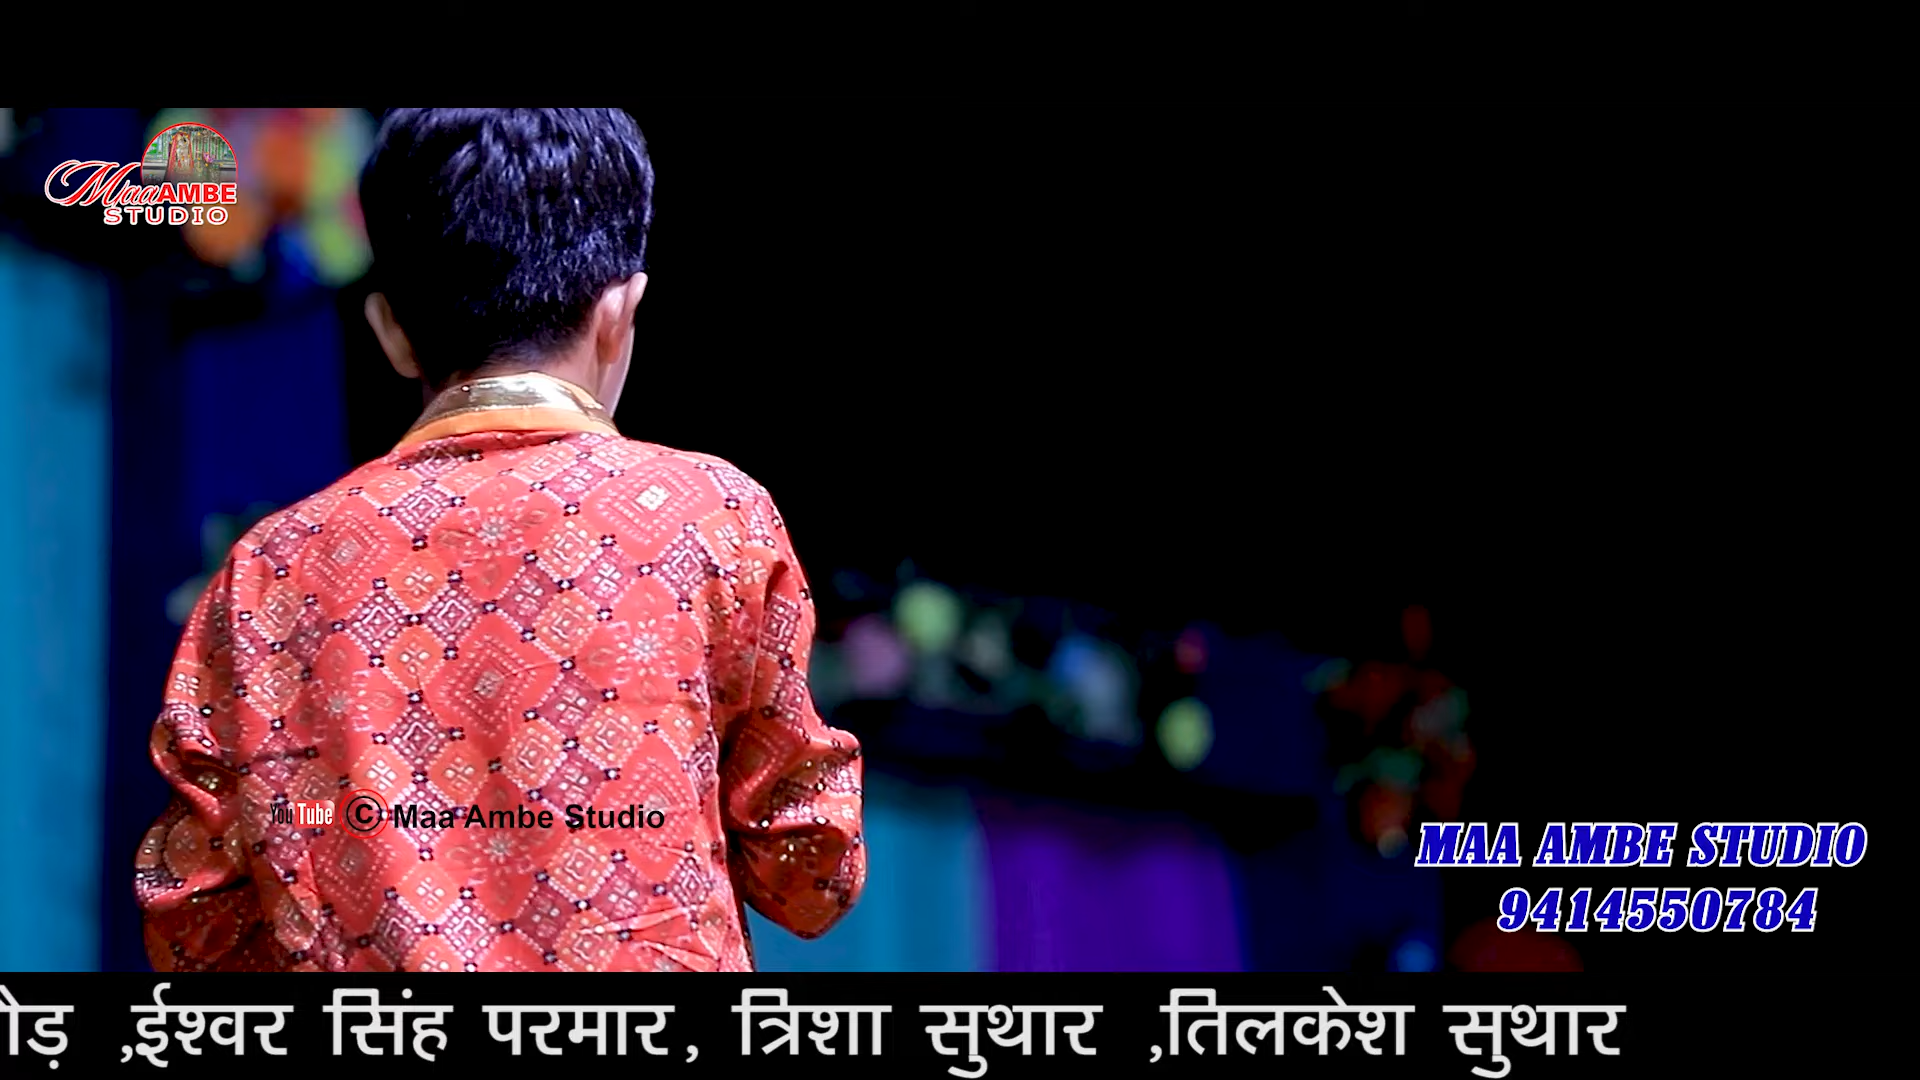 Maa AMBE
STUDIO
YouTube © Maa Ambe Studio
MAA AMBE STUDIO
9414550784
,ईश्वर सिंह परमार, त्रिशा सुथार ,तिलकेश सुथार